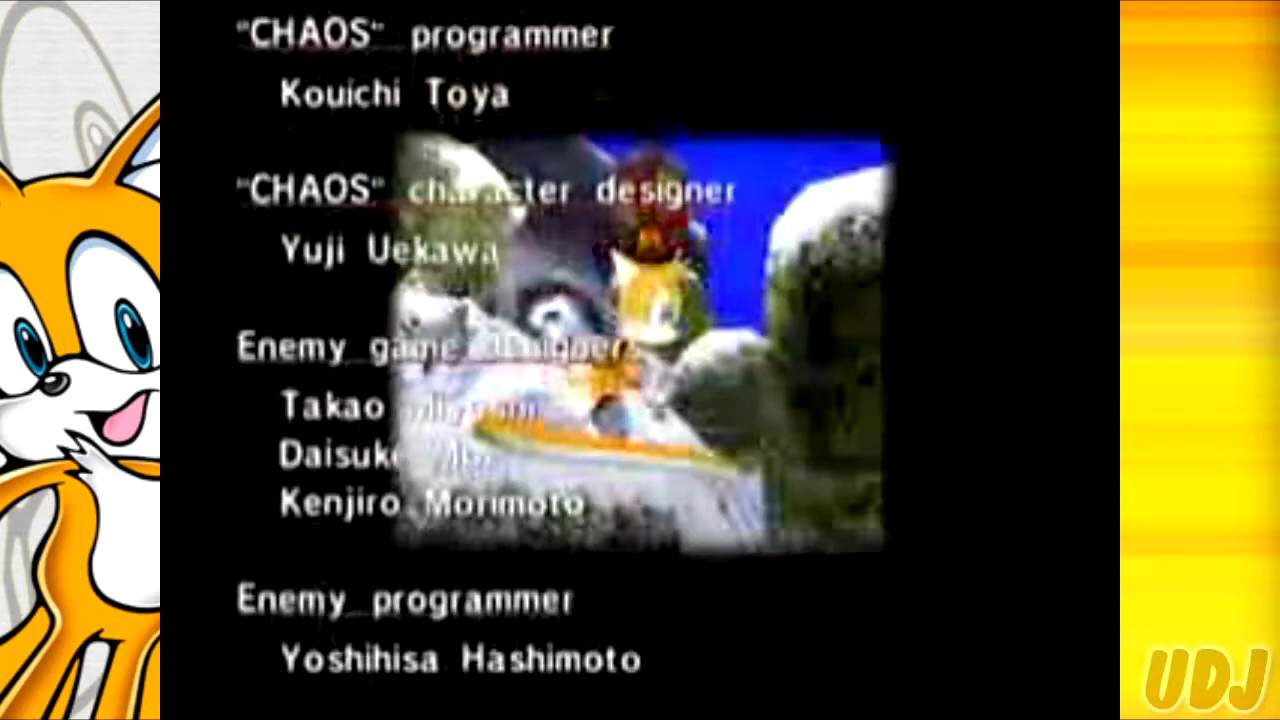 "CHAOS" programmer
Kouichi Toya
"CHAOS" character designer
Yuji Uekawa
Enemy game designers
Takao
Daisuke
Kenjiro Morimoto
Enemy programmer
Yoshihisa Hashimoto
UDJ